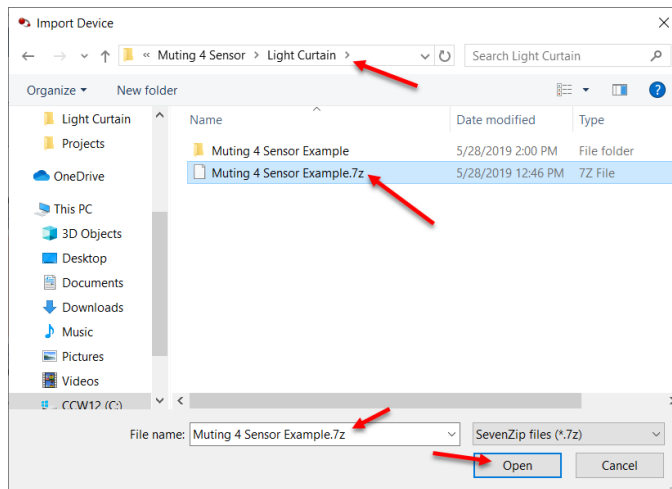 Import Device
« Muting 4 Sensor > Light Curtain >
Search Light Curtain
Organize
New folder
Name
Date modified
Type
Light Curtain
Projects
OneDrive
This PC
3D Objects
Desktop
Documents
Downloads
Music
Pictures
Videos
CCW12 (C:)
Muting 4 Sensor Example
5/28/2019 2:00 PM
File folder
Muting 4 Sensor Example.7z
5/28/2019 12:46 PM
7Z File
File name:
Muting 4 Sensor Example.7z
SevenZip files (*.7z)
Open
Cancel